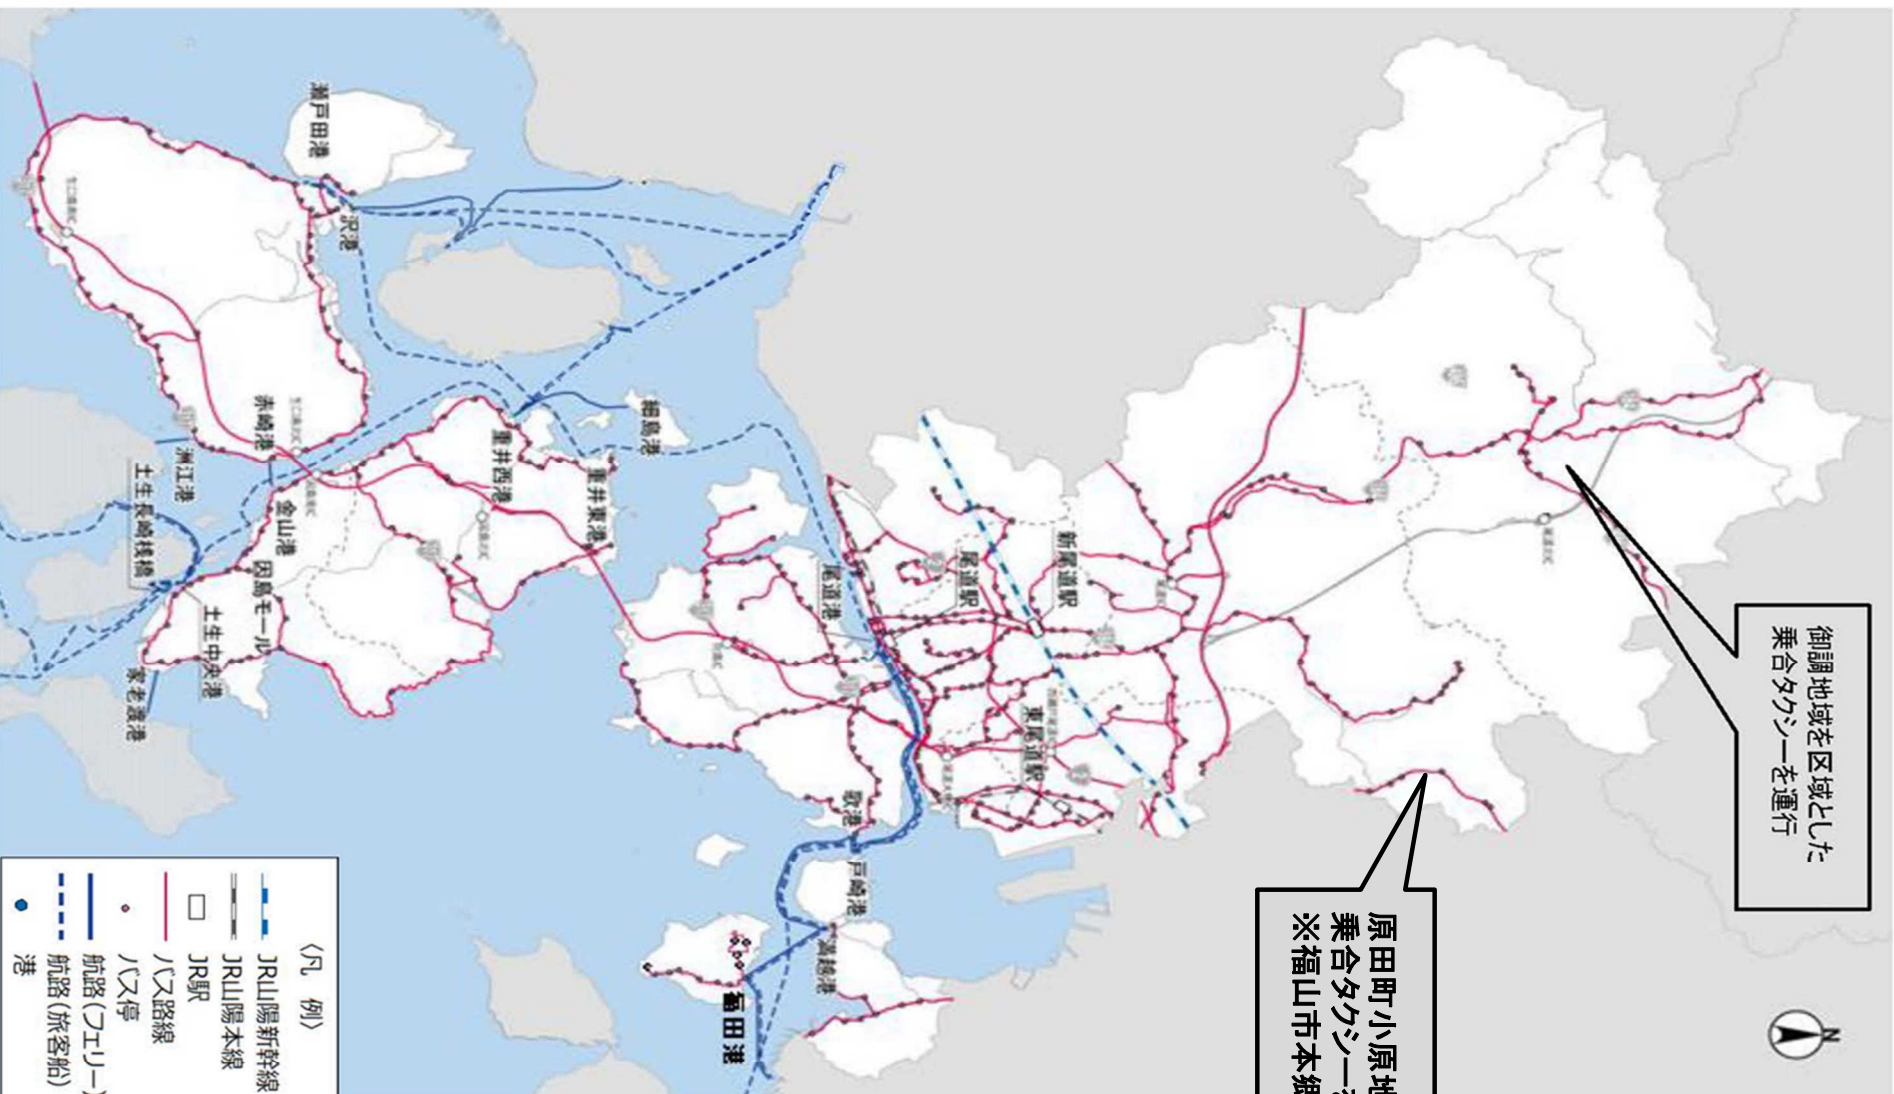 御調地域を区域とした
乗合タクシーを運行
原田町小原地
乗合タクシーを
※福山市本郷
N
新尾道駅
尾道駅
東尾道駅
尾道港
歌港
戸崎港
満越港
福田港
細島港
重井東港
重井西港
瀬戸田港
沢港
赤崎港
金山港
洲江港
因島モール
土生長崎桟橋
土生中央港
家老渡港
〈凡 例〉
JR山陽新幹線
JR山陽本線
JR駅
バス路線
バス停
航路(フェリー)
航路(旅客船)
港